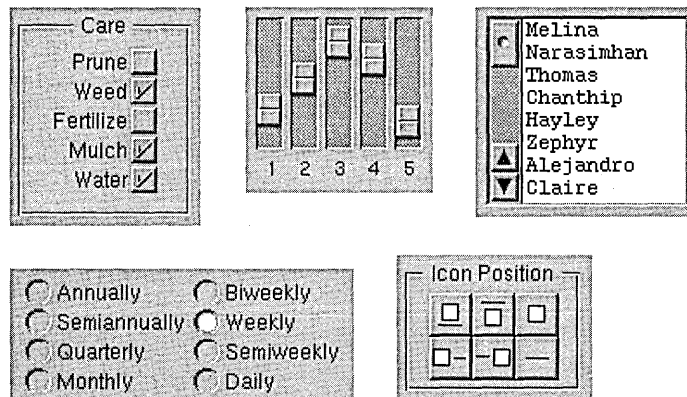 Care
Prune
Weed
Fertilize
Mulch
Water
1 2 3 4 5
Melina
Narasimhan
Thomas
Chanthip
Hayley
Zephyr
Alejandro
Claire
Annually Biweekly
Semiannually Weekly
Quarterly Semiweekly
Monthly Daily
Icon Position